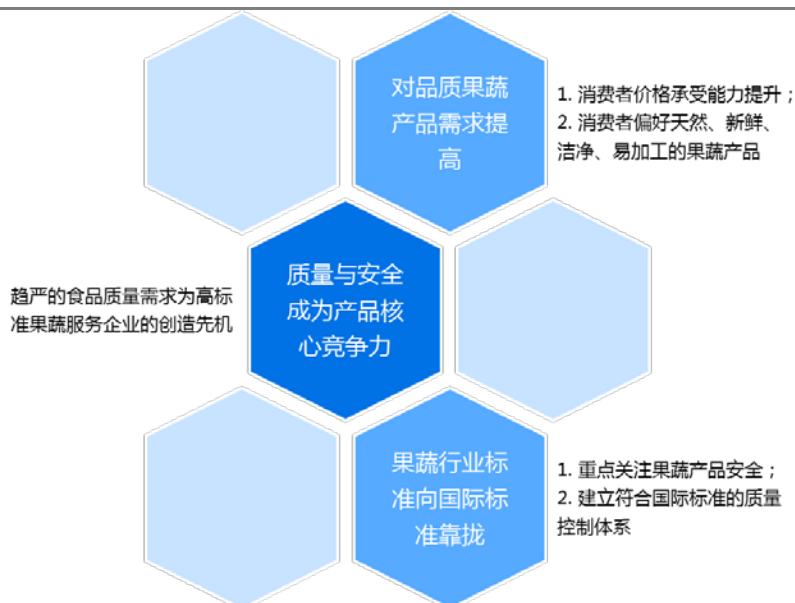 对品质果蔬
产品需求提
高
1. 消费者价格承受能力提升；
2. 消费者偏好天然、新鲜、
洁净、易加工的果蔬产品
质量与安全
成为产品核
心竞争力
趋严的食品质量需求为高标
准果蔬服务企业的创造先机
果蔬行业标
准向国际标
准靠拢
1. 重点关注果蔬产品安全；
2. 建立符合国际标准的质量
控制体系